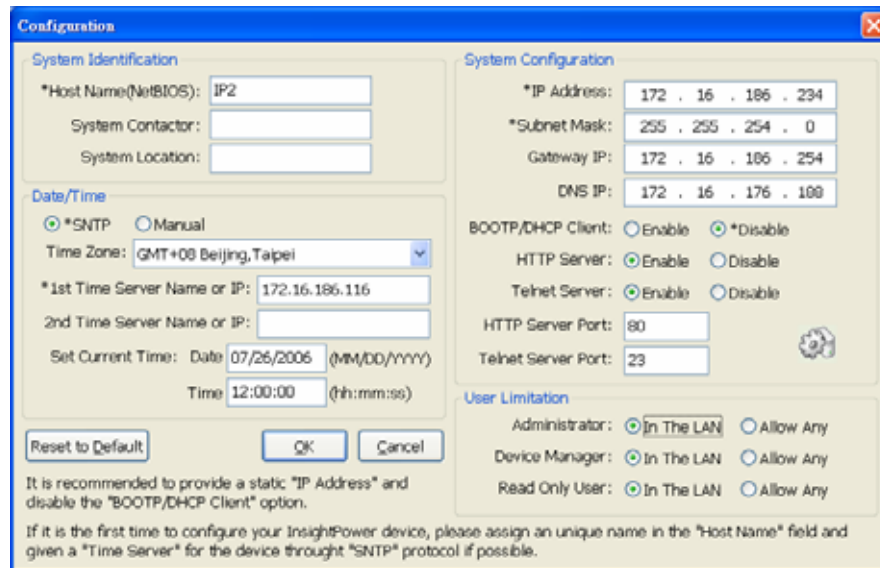 Configuration
System Identification
*Host Name(NetBIOS): IP2
System Contactor:
System Location:
Date/Time
*SNTP Manual
Time Zone: GMT+08 Beijing,Taipei
*1st Time Server Name or IP: 172.16.186.116
2nd Time Server Name or IP:
Set Current Time: Date 07/26/2006 (MM/DD/YYYY)
Time 12:00:00 (hh:mm:ss)
Reset to Default OK Cancel
It is recommended to provide a static "IP Address" and
disable the "BOOTP/DHCP Client" option.
System Configuration
*IP Address: 172 . 16 . 186 . 234
*Subnet Mask: 255 . 255 . 254 . 0
Gateway IP: 172 . 16 . 186 . 254
DNS IP: 172 . 16 . 176 . 188
BOOTP/DHCP Client: Enable *Disable
HTTP Server: Enable Disable
Telnet Server: Enable Disable
HTTP Server Port: 80
Telnet Server Port: 23
User Limitation
Administrator: In The LAN Allow Any
Device Manager: In The LAN Allow Any
Read Only User: In The LAN Allow Any
If it is the first time to configure your InsightPower device, please assign an unique name in the "Host Name" field and
given a "Time Server" for the device throught "SNTP" protocol if possible.